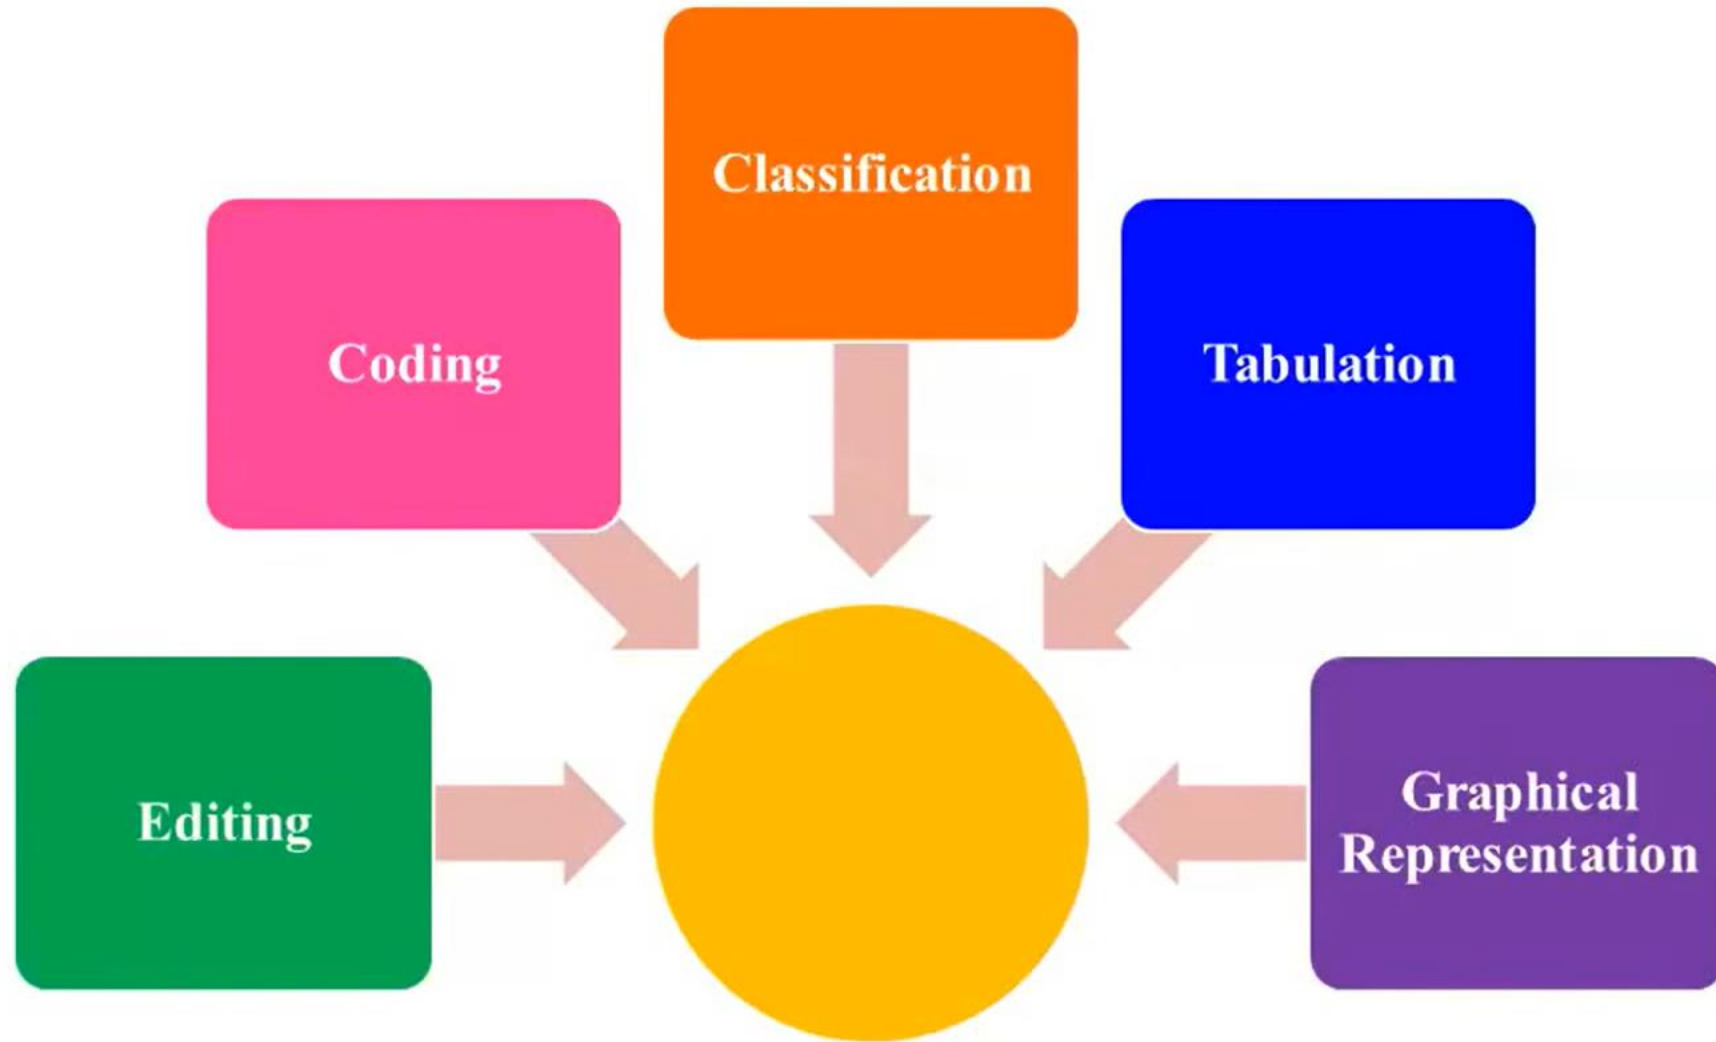 Classification
Coding
Tabulation
Editing
Graphical
Representation